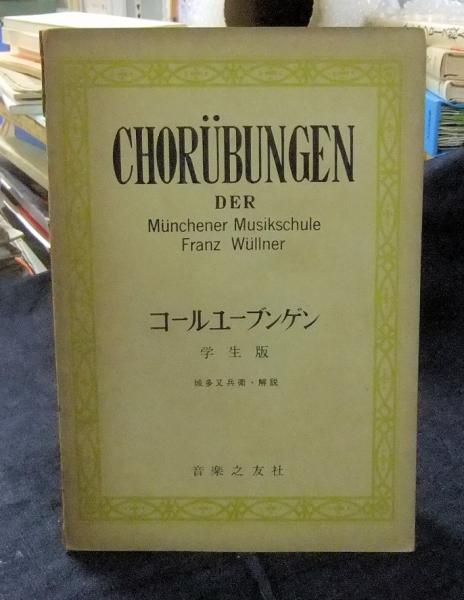 CHORÜBUNGEN
DER
Münchener Musikschule
Franz Wüllner
コールユーブンゲン
学生版
城多又兵衛・解説
音楽之友社